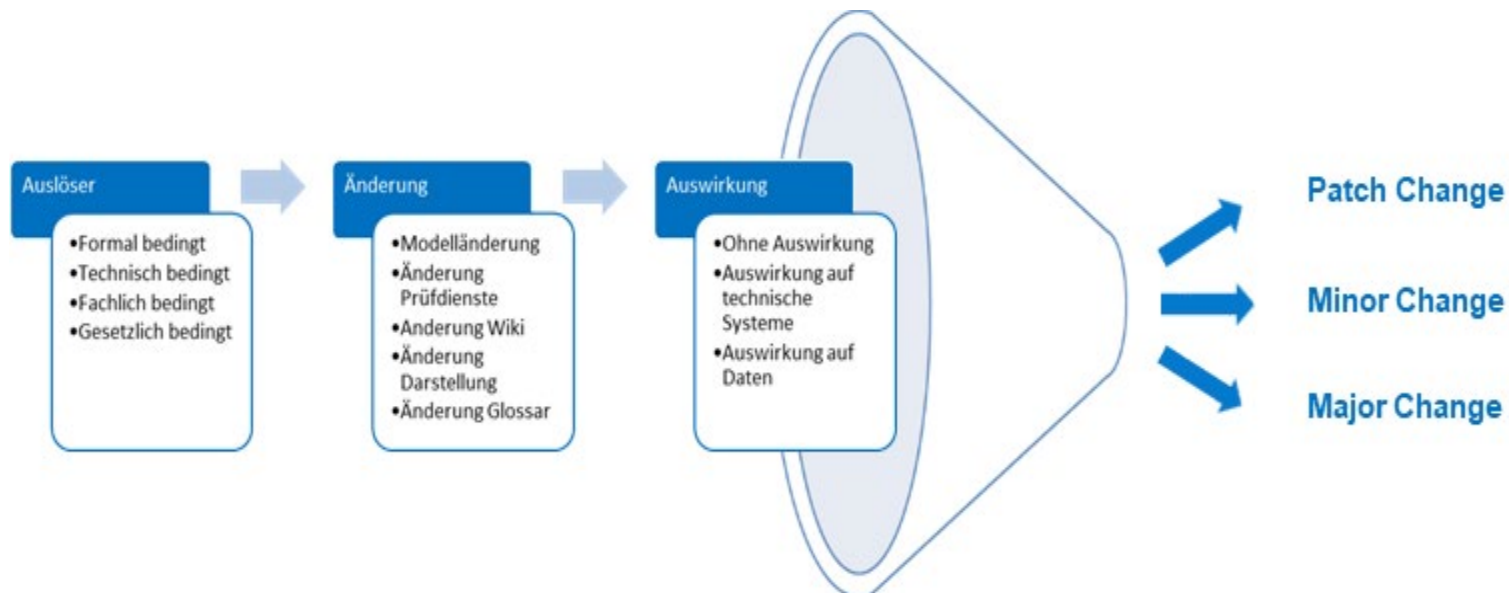 Auslöser
•Formal bedingt
•Technisch bedingt
•Fachlich bedingt
•Gesetzlich bedingt
Änderung
•Modelländerung
•Änderung
Prüfdienste
•Anderung Wiki
•Änderung
Darstellung
•Änderung Glossar
Auswirkung
•Ohne Auswirkung
•Auswirkung auf
technische
Systeme
•Auswirkung auf
Daten
Patch Change
Minor Change
Major Change